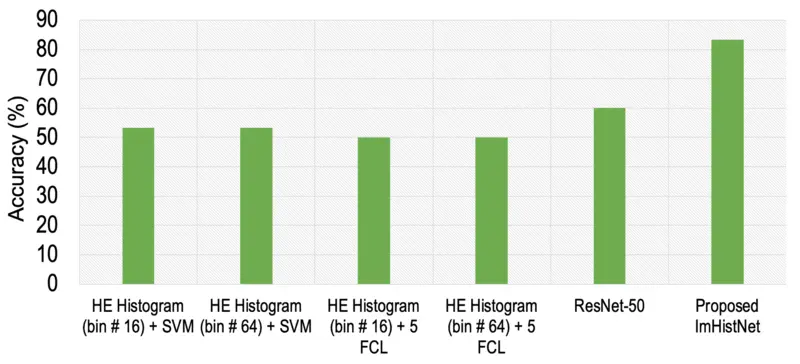 90
80
70
60
50
40
30
20
10
0
Accuracy (%)
HE Histogram
(bin # 16) + SVM
HE Histogram
(bin # 64) + SVM
HE Histogram
(bin # 16) + 5
FCL
HE Histogram
(bin # 64) + 5
FCL
ResNet-50
Proposed
ImHistNet